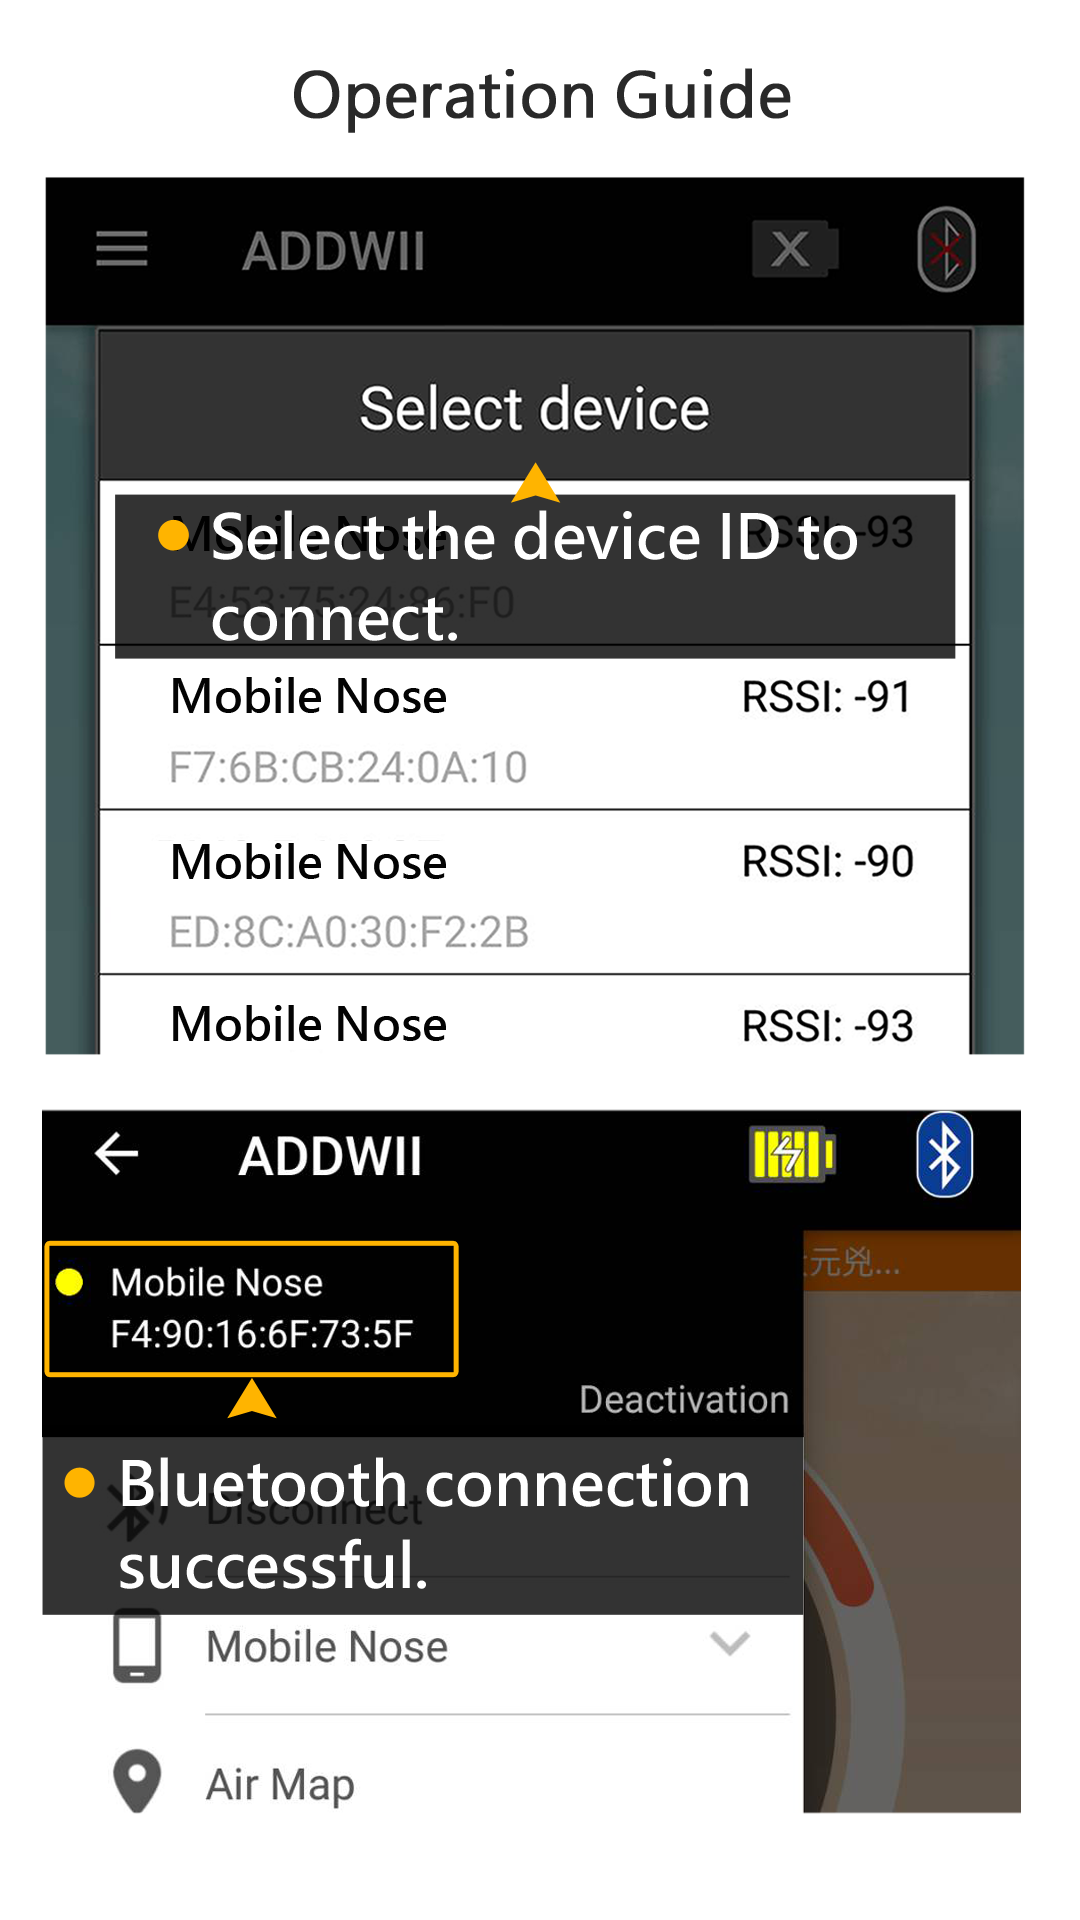 Operation Guide
ADDWII
X
Select device
Mobile Nose RSSI: -93
E4:53:75:24:86:F0
Select the device ID to
connect.
Mobile Nose RSSI: -91
F7:6B:CB:24:0A:10
Mobile Nose RSSI: -90
ED:8C:A0:30:F2:2B
Mobile Nose RSSI: -93
ADDWII
元兇...
Mobile Nose
F4:90:16:6F:73:5F
Deactivation
Bluetooth connection
successful.
Disconnect
Mobile Nose
Air Map